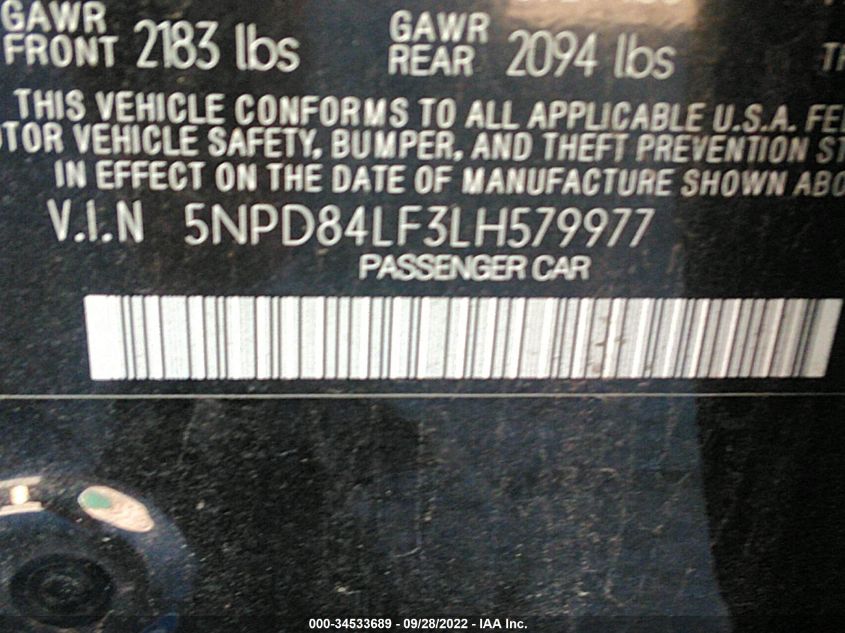 GAWR FRONT 2183 lbs GAWR REAR 2094 lbs
THIS VEHICLE CONFORMS TO ALL APPLICABLE U.S.A.
VEHICLE SAFETY, BUMPER, AND THEFT PREVENTION
IN EFFECT ON THE DATE OF MANUFACTURE SHOWN
V.I.N 5NPD84LF3LH579977
PASSENGER CAR
000-34533689 - 09/28/2022 - IAA Inc.